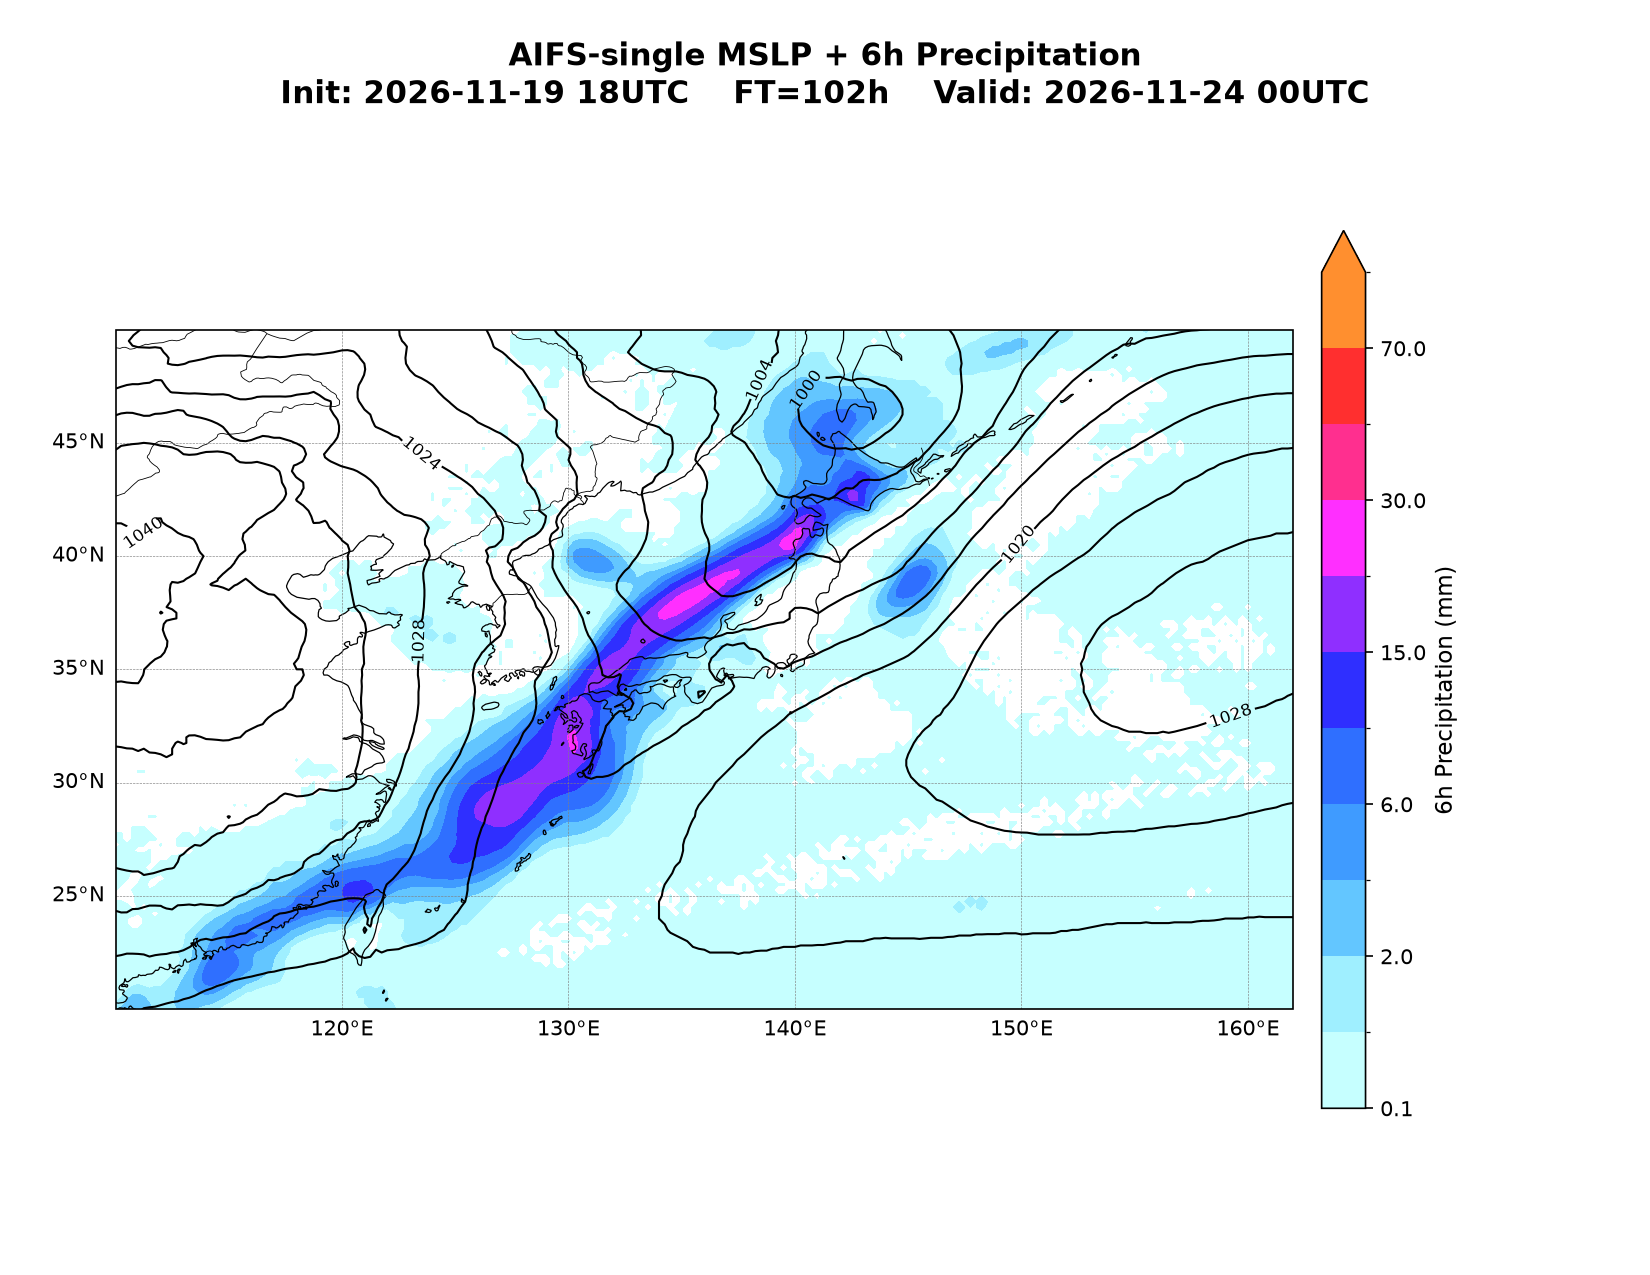 AIFS-single MSLP + 6h Precipitation
Init: 2026-11-19 18UTC    FT=102h    Valid: 2026-11-24 00UTC
1004
1000
1024
1040
1020
1028
1028
45°N
40°N
35°N
30°N
25°N
120°E
130°E
140°E
150°E
160°E
70.0
30.0
15.0
6.0
2.0
0.1
6h Precipitation (mm)